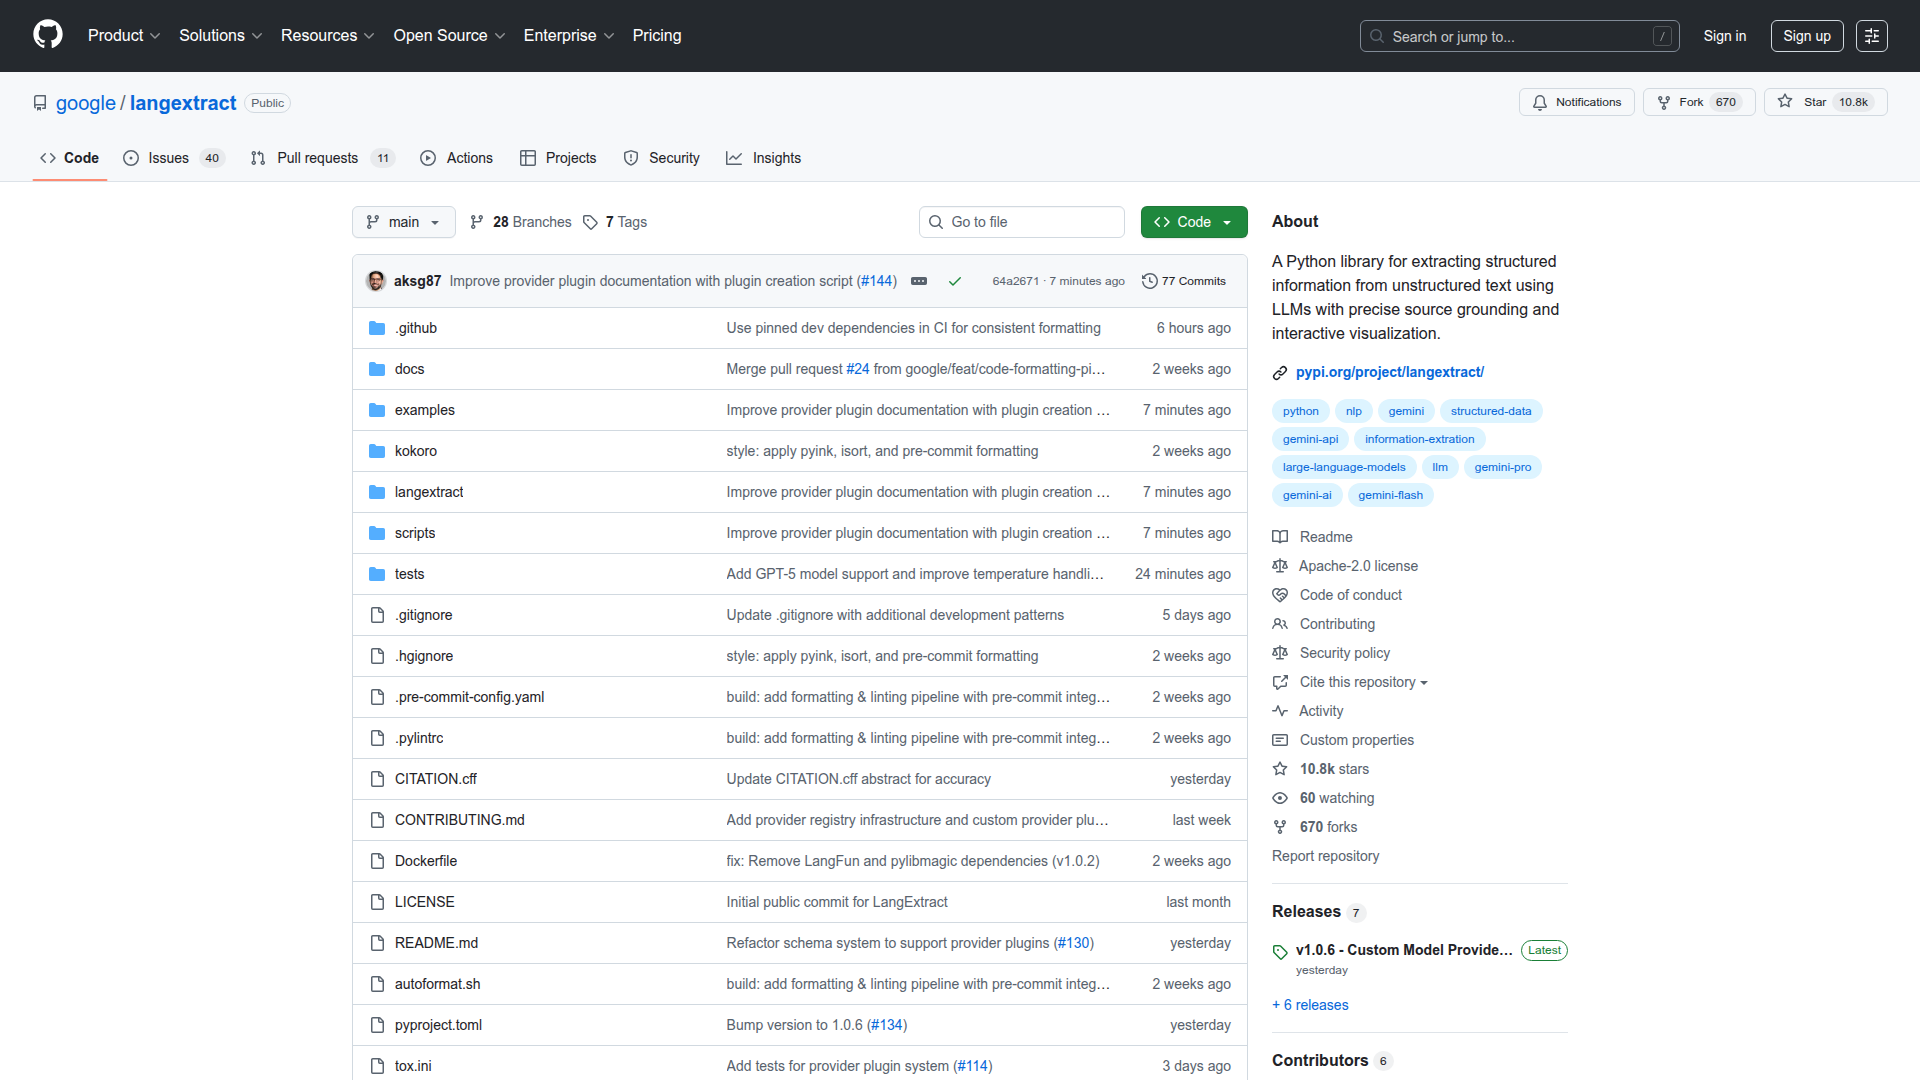 Product Solutions Resources Open Source Enterprise Pricing Search or jump to... / Sign in Sign up
google / langextract Public Notifications Fork 670 Star 10.8k
Code Issues 40 Pull requests 11 Actions Projects Security Insights
main 28 Branches 7 Tags Go to file Code
aksg87 Improve provider plugin documentation with plugin creation script (#144) 64a2671 · 7 minutes ago 77 Commits
.github Use pinned dev dependencies in CI for consistent formatting 6 hours ago
docs Merge pull request #24 from google/feat/code-formatting-pi… 2 weeks ago
examples Improve provider plugin documentation with plugin creation … 7 minutes ago
kokoro style: apply pyink, isort, and pre-commit formatting 2 weeks ago
langextract Improve provider plugin documentation with plugin creation … 7 minutes ago
scripts Improve provider plugin documentation with plugin creation … 7 minutes ago
tests Add GPT-5 model support and improve temperature handli… 24 minutes ago
.gitignore Update .gitignore with additional development patterns 5 days ago
.hgignore style: apply pyink, isort, and pre-commit formatting 2 weeks ago
.pre-commit-config.yaml build: add formatting & linting pipeline with pre-commit integ… 2 weeks ago
.pylintrc build: add formatting & linting pipeline with pre-commit integ… 2 weeks ago
CITATION.cff Update CITATION.cff abstract for accuracy yesterday
CONTRIBUTING.md Add provider registry infrastructure and custom provider plu… last week
Dockerfile fix: Remove LangFun and pylibmagic dependencies (v1.0.2) 2 weeks ago
LICENSE Initial public commit for LangExtract last month
README.md Refactor schema system to support provider plugins (#130) yesterday
autoformat.sh build: add formatting & linting pipeline with pre-commit integ… 2 weeks ago
pyproject.toml Bump version to 1.0.6 (#134) yesterday
tox.ini Add tests for provider plugin system (#114) 3 days ago
About
A Python library for extracting structured
information from unstructured text using
LLMs with precise source grounding and
interactive visualization.
pypi.org/project/langextract/
python nlp gemini structured-data
gemini-api information-extration
large-language-models llm gemini-pro
gemini-ai gemini-flash
Readme
Apache-2.0 license
Code of conduct
Contributing
Security policy
Cite this repository
Activity
Custom properties
10.8k stars
60 watching
670 forks
Report repository
Releases 7
v1.0.6 - Custom Model Provide… Latest
yesterday
+ 6 releases
Contributors 6